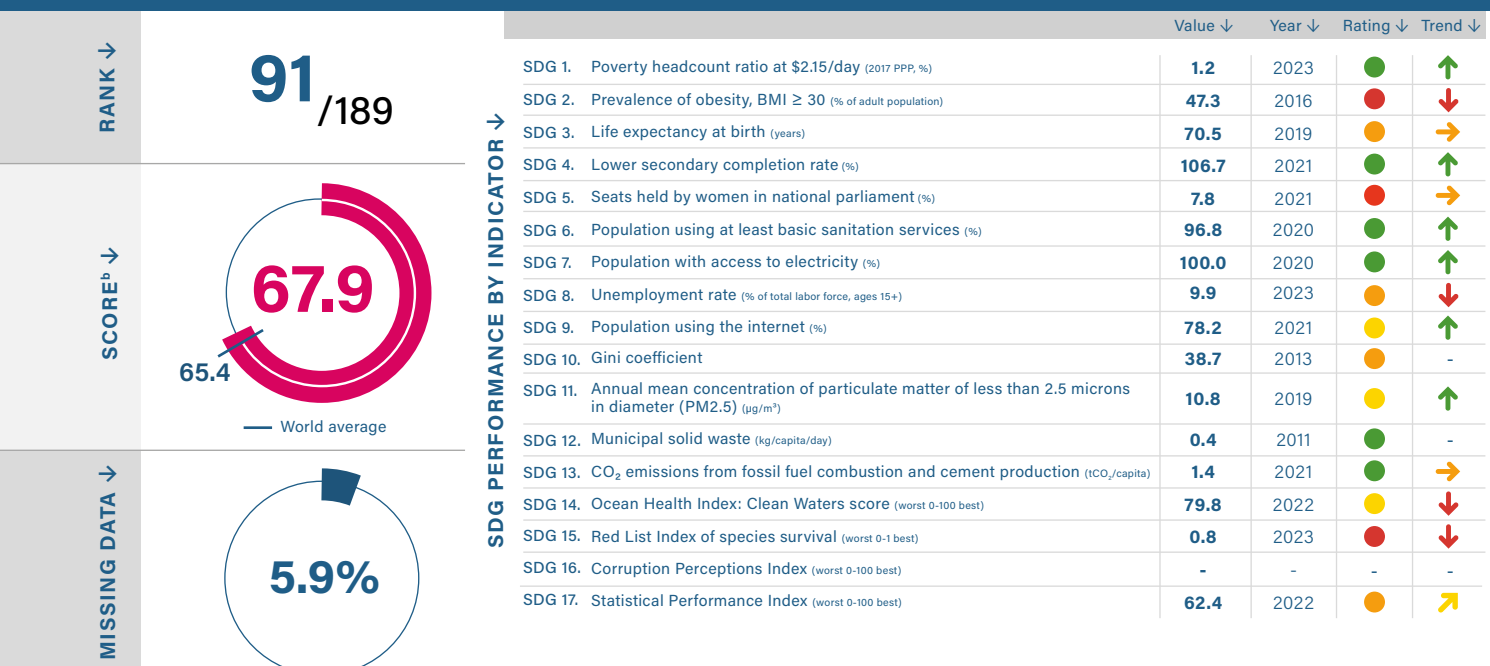 RANK →
91/189
SCOREᵇ →
67.9
65.4
World average
MISSING DATA →
5.9%
SDG PERFORMANCE BY INDICATOR →
Value ↓ Year ↓ Rating ↓ Trend ↓
SDG 1. Poverty headcount ratio at $2.15/day (2017 PPP, %) 1.2 2023 ↑
SDG 2. Prevalence of obesity, BMI ≥ 30 (% of adult population) 47.3 2016 ↓
SDG 3. Life expectancy at birth (years) 70.5 2019 →
SDG 4. Lower secondary completion rate (%) 106.7 2021 ↑
SDG 5. Seats held by women in national parliament (%) 7.8 2021 →
SDG 6. Population using at least basic sanitation services (%) 96.8 2020 ↑
SDG 7. Population with access to electricity (%) 100.0 2020 ↑
SDG 8. Unemployment rate (% of total labor force, ages 15+) 9.9 2023 ↓
SDG 9. Population using the internet (%) 78.2 2021 ↑
SDG 10. Gini coefficient 38.7 2013 -
SDG 11. Annual mean concentration of particulate matter of less than 2.5 microns
in diameter (PM2.5) (μg/m³) 10.8 2019 ↑
SDG 12. Municipal solid waste (kg/capita/day) 0.4 2011 -
SDG 13. CO₂ emissions from fossil fuel combustion and cement production (tCO₂/capita) 1.4 2021 →
SDG 14. Ocean Health Index: Clean Waters score (worst 0-100 best) 79.8 2022 ↓
SDG 15. Red List Index of species survival (worst 0-1 best) 0.8 2023 ↓
SDG 16. Corruption Perceptions Index (worst 0-100 best) - - - -
SDG 17. Statistical Performance Index (worst 0-100 best) 62.4 2022 ↗